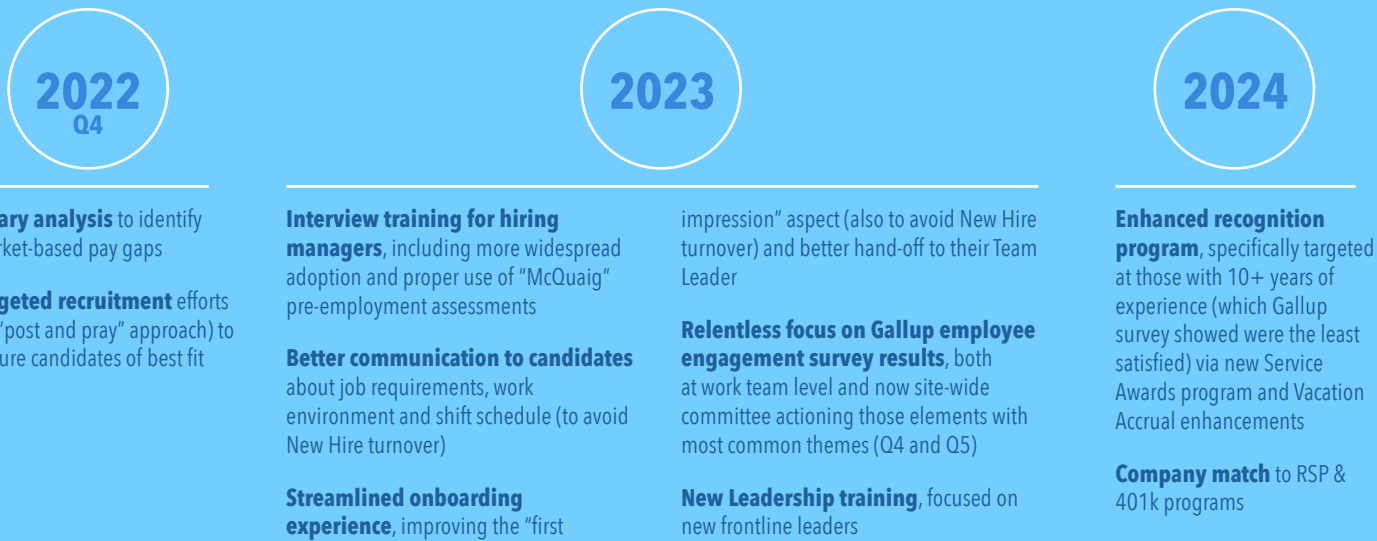 2022
Q4
ary analysis to identify
rket-based pay gaps
geted recruitment efforts
“post and pray” approach) to
ure candidates of best fit
2023
Interview training for hiring
managers, including more widespread
adoption and proper use of “McQuaig”
pre-employment assessments
Better communication to candidates
about job requirements, work
environment and shift schedule (to avoid
New Hire turnover)
Streamlined onboarding
experience, improving the “first
impression” aspect (also to avoid New Hire
turnover) and better hand-off to their Team
Leader
Relentless focus on Gallup employee
engagement survey results, both
at work team level and now site-wide
committee actioning those elements with
most common themes (Q4 and Q5)
New Leadership training, focused on
new frontline leaders
2024
Enhanced recognition
program, specifically targeted
at those with 10+ years of
experience (which Gallup
survey showed were the least
satisfied) via new Service
Awards program and Vacation
Accrual enhancements
Company match to RSP &
401k programs